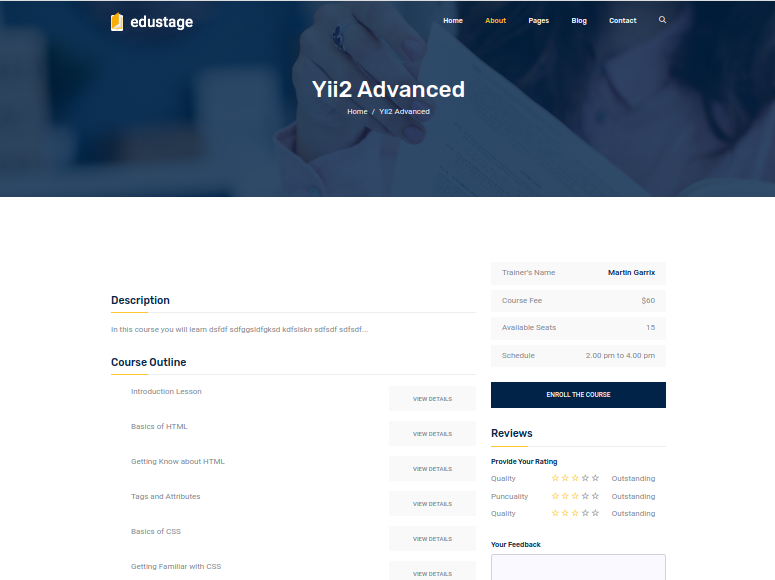 edustage
Home About Pages Blog Contact
Yii2 Advanced
Home / Yii2 Advanced
Trainer's Name Martin Garrix
Course Fee $60
Available Seats 15
Schedule 2.00 pm to 4.00 pm
ENROLL THE COURSE
Description
In this course you will learn dsfdf sdfggsidfgksd kdfsiskn sdfsdf sdfsdf...
Course Outline
Introduction Lesson VIEW DETAILS
Basics of HTML VIEW DETAILS
Getting Know about HTML VIEW DETAILS
Tags and Attributes VIEW DETAILS
Basics of CSS VIEW DETAILS
Getting Familiar with CSS VIEW DETAILS
Reviews
Provide Your Rating
Quality Outstanding
Puncuality Outstanding
Quality Outstanding
Your Feedback